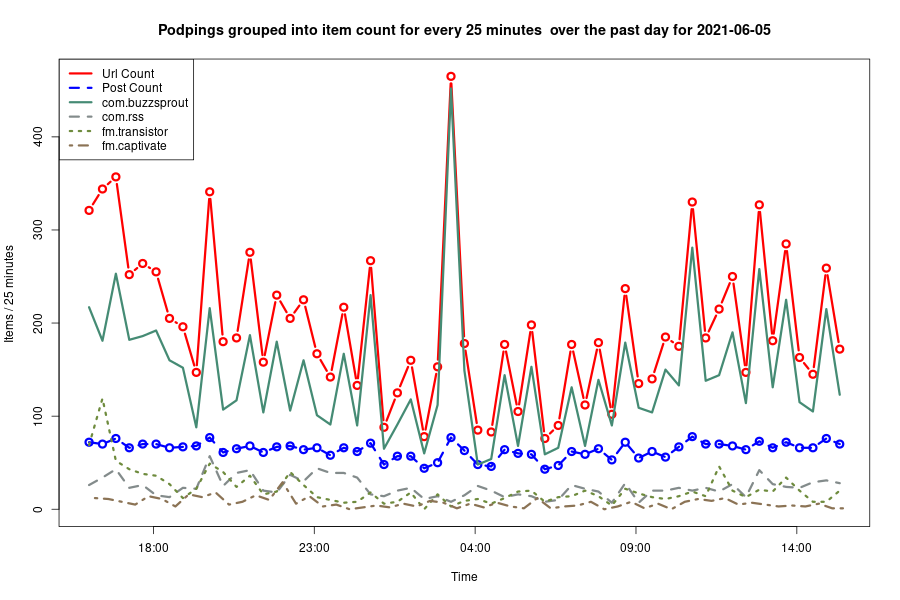 Podpings grouped into item count for every 25 minutes  over the past day for 2021-06-05
Url Count
Post Count
com.buzzsprout
com.rss
fm.transistor
fm.captivate
Items / 25 minutes
400
300
200
100
0
18:00 23:00 04:00 09:00 14:00
Time